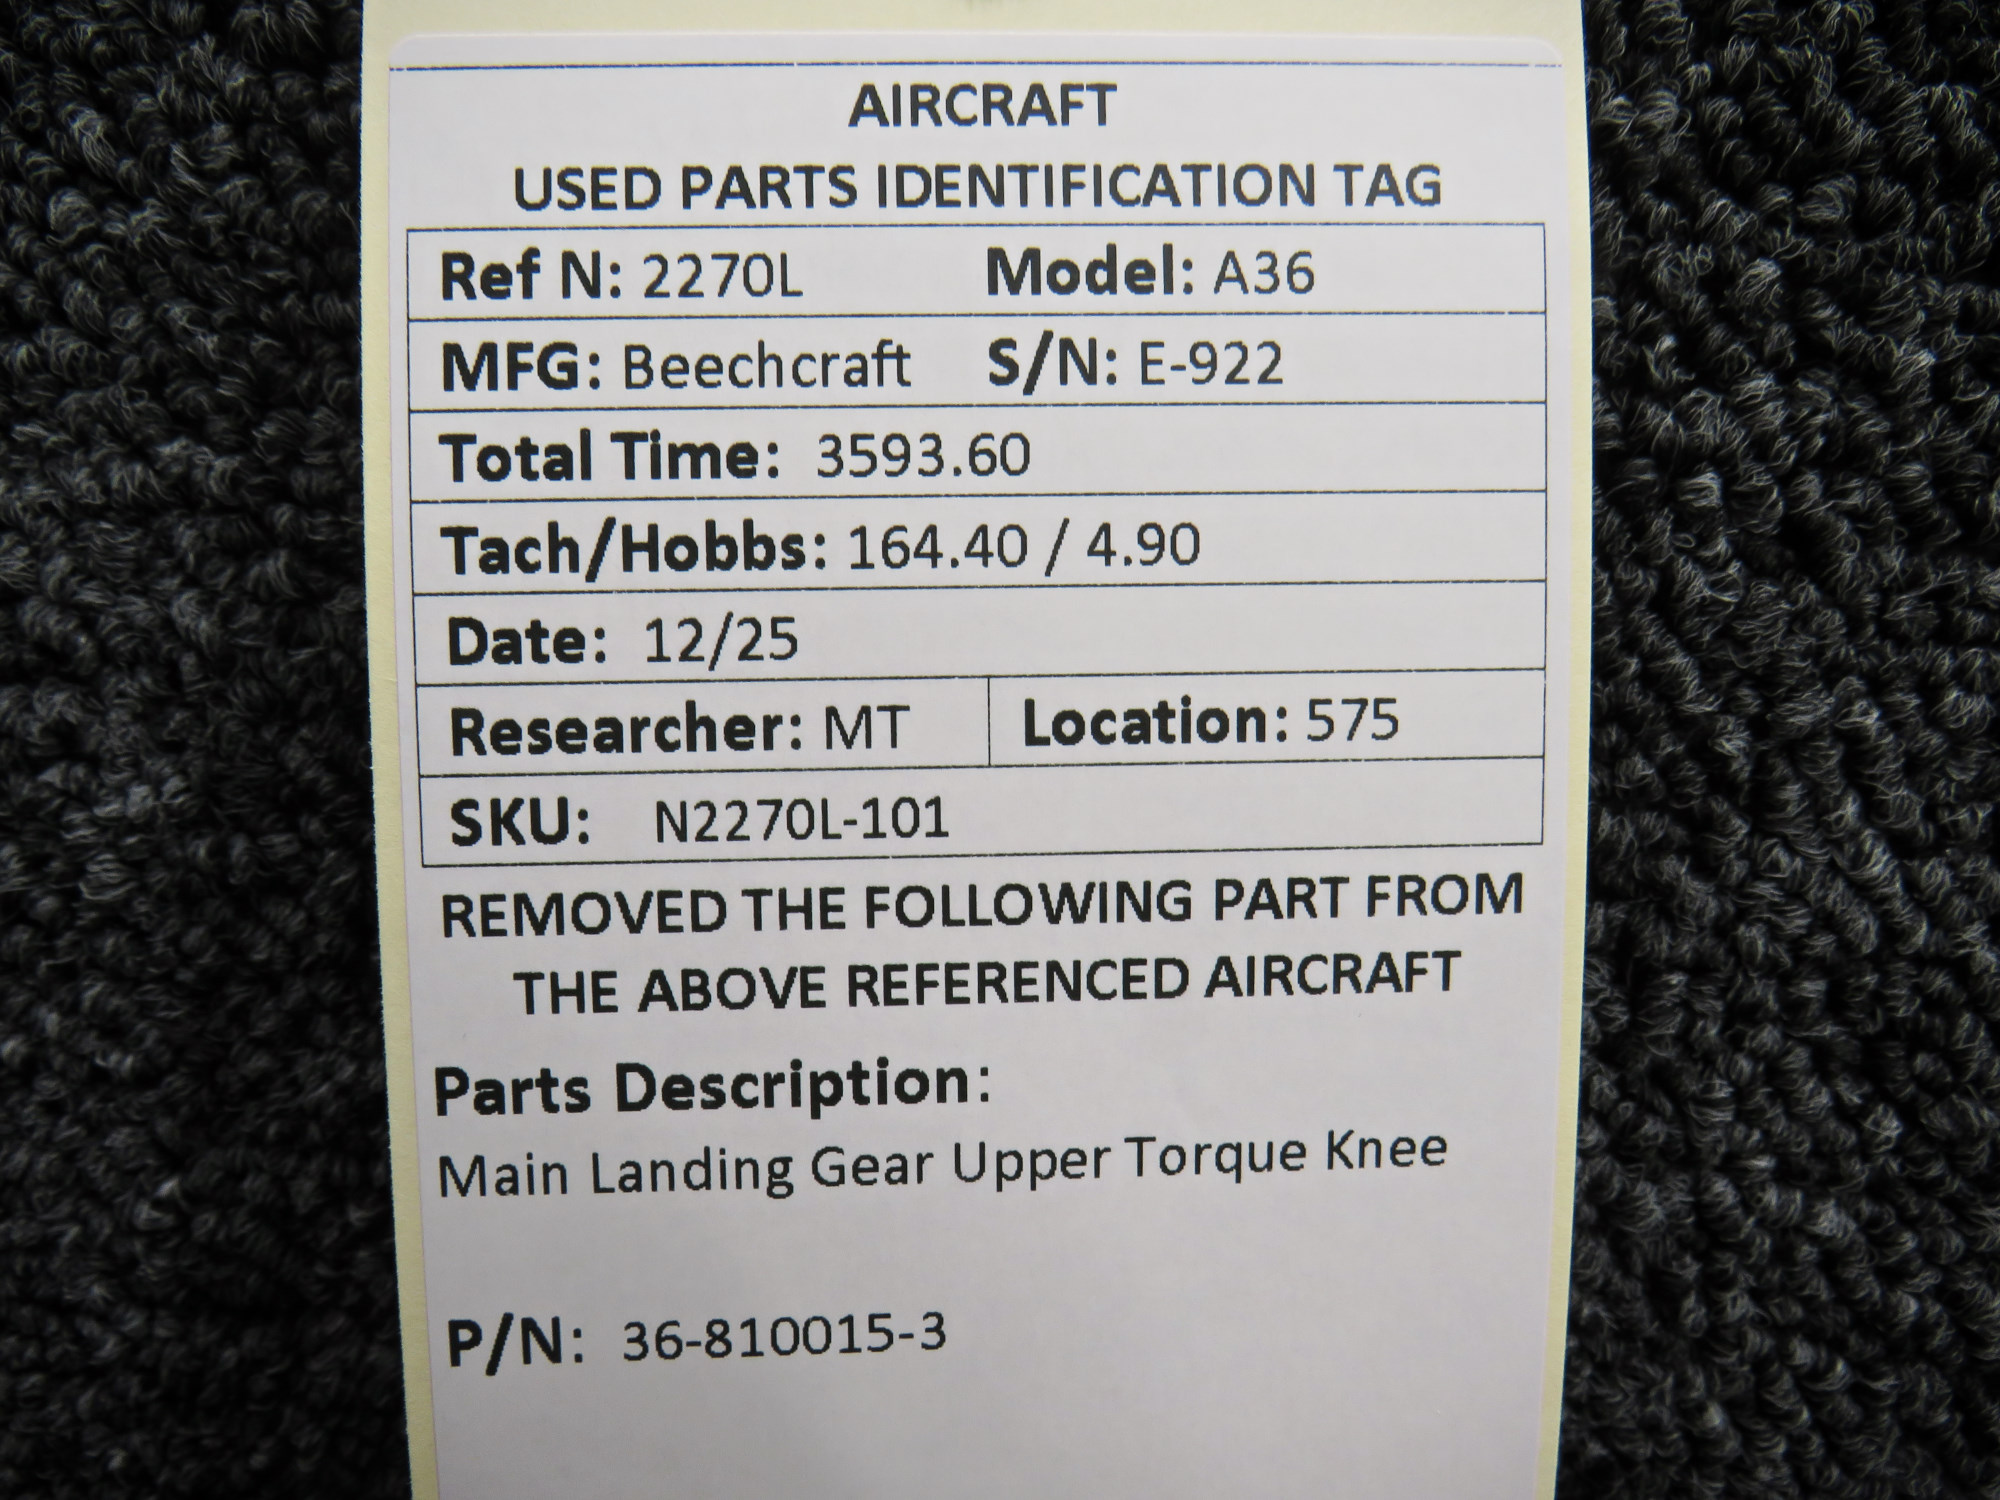 AIRCRAFT
USED PARTS IDENTIFICATION TAG
Ref N: 2270L Model: A36
MFG: Beechcraft S/N: E-922
Total Time: 3593.60
Tach/Hobbs: 164.40 / 4.90
Date: 12/25
Researcher: MT Location: 575
SKU: N2270L-101
REMOVED THE FOLLOWING PART FROM
THE ABOVE REFERENCED AIRCRAFT
Parts Description:
Main Landing Gear Upper Torque Knee
P/N: 36-810015-3